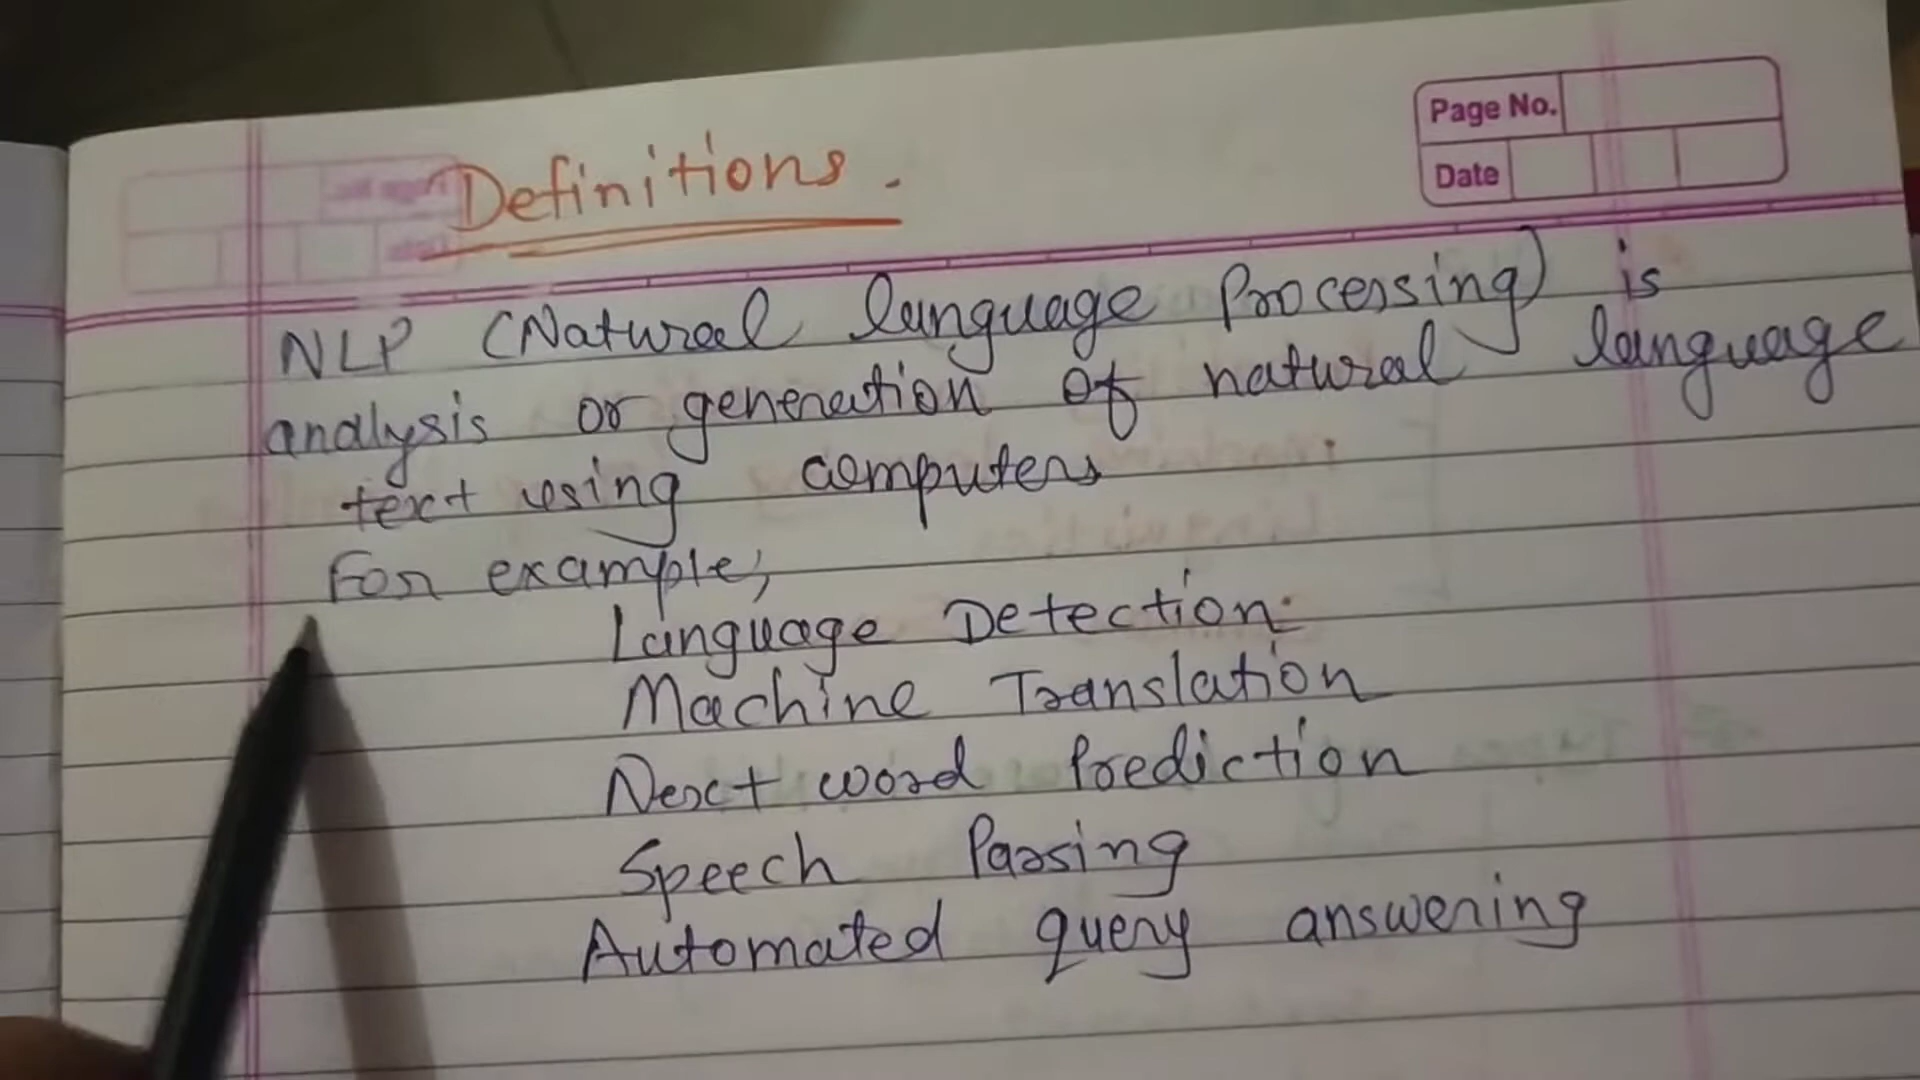 Page No.
Date
Definitions.
NLP (Natural language Processing) is
analysis or generation of natural language
text using computers
For example,
Language Detection.
Machine Translation
Next word Prediction
Speech Parsing
Automated query answering